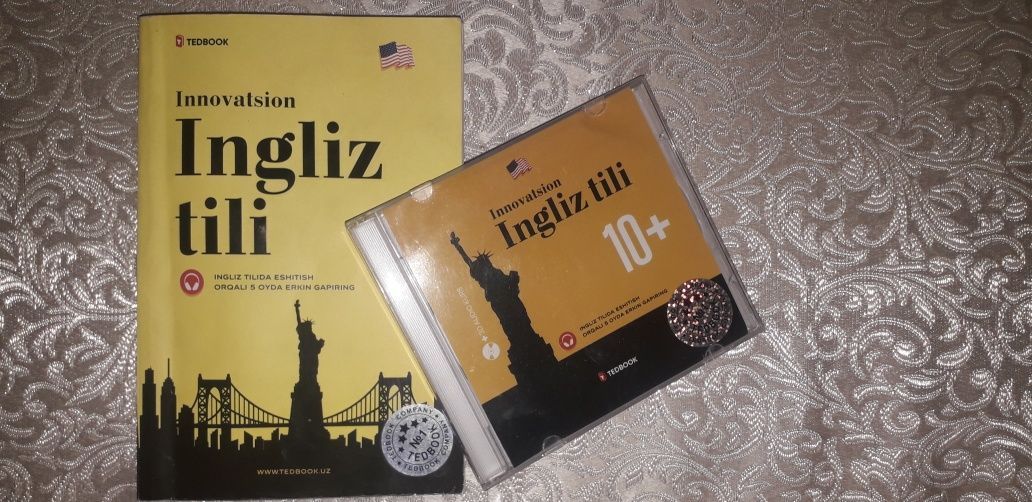 TEDBOOK
Innovatsion
Ingliz
tili
INGLIZ TILIDA ESHITISH
ORQALI 5 OYDA ERKIN GAPIRING
WWW.TEDBOOK.UZ
COMPANY
TEDBOOK
№1
TEDBOOK
Innovatsion
Ingliz tili
10+
INGLIZ TILIDA ESHITISH
ORQALI 5 OYDA ERKIN GAPIRING
TEDBOOK